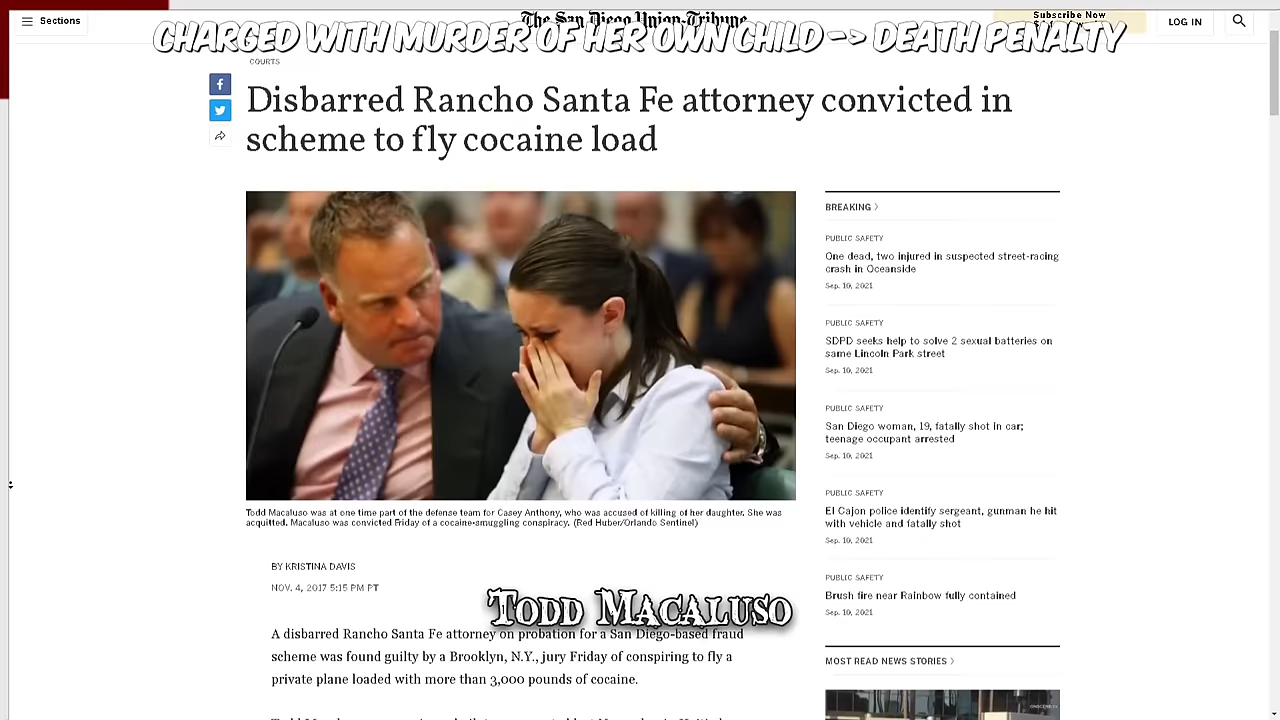 Sections
The San Diego Union-Tribune
Subscribe Now
LOG IN
CHARGED WITH MURDER OF HER OWN CHILD -> DEATH PENALTY
COURTS
Disbarred Rancho Santa Fe attorney convicted in
scheme to fly cocaine load
Todd Macaluso was at one time part of the defense team for Casey Anthony, who was accused of killing of her daughter. She was
acquitted. Macaluso was convicted Friday of a cocaine-smuggling conspiracy. (Red Huber/Orlando Sentinel)
BY KRISTINA DAVIS
NOV. 4, 2017 5:15 PM PT
TODD MACALUSO
A disbarred Rancho Santa Fe attorney on probation for a San Diego-based fraud
scheme was found guilty by a Brooklyn, N.Y., jury Friday of conspiring to fly a
private plane loaded with more than 3,000 pounds of cocaine.
BREAKING
PUBLIC SAFETY
One dead, two injured in suspected street-racing
crash in Oceanside
Sep. 10, 2021
PUBLIC SAFETY
SDPD seeks help to solve 2 sexual batteries on
same Lincoln Park street
Sep. 10, 2021
PUBLIC SAFETY
San Diego woman, 19, fatally shot in car;
teenage occupant arrested
Sep. 10, 2021
PUBLIC SAFETY
El Cajon police identify sergeant, gunman he hit
with vehicle and fatally shot
Sep. 10, 2021
PUBLIC SAFETY
Brush fire near Rainbow fully contained
Sep. 10, 2021
MOST READ NEWS STORIES